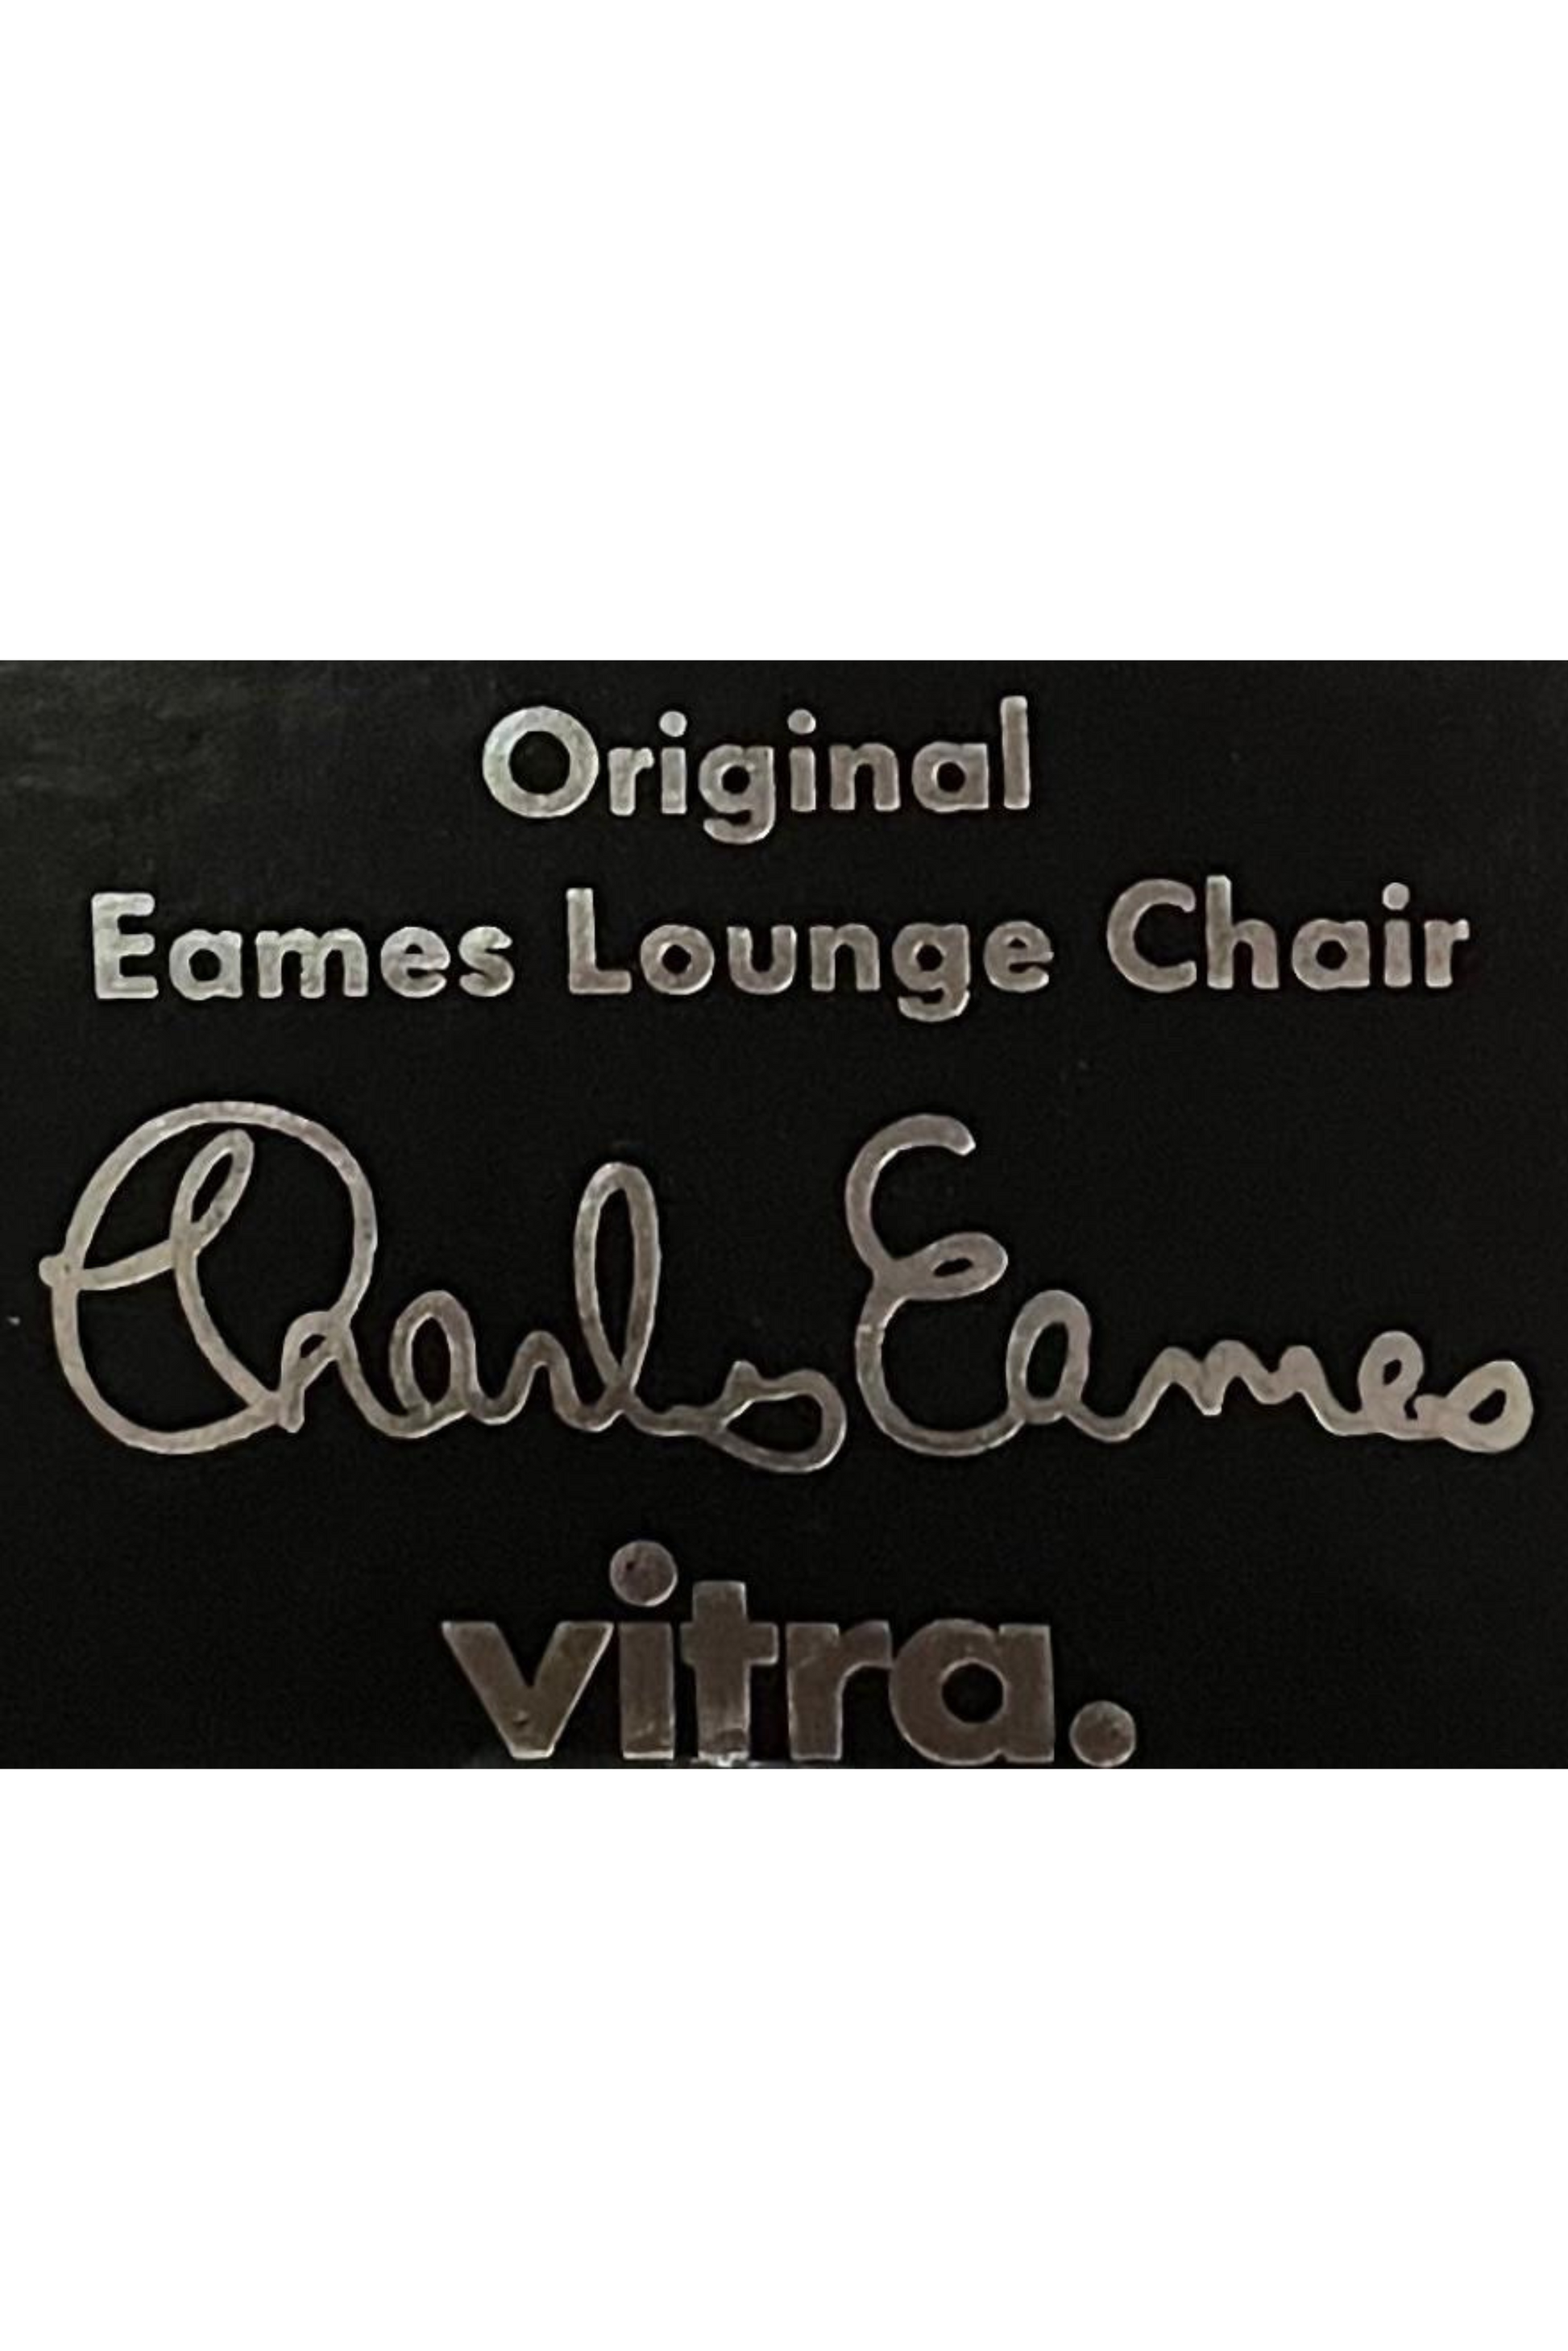 Original
Eames Lounge Chair
Charles Eames
vitra.